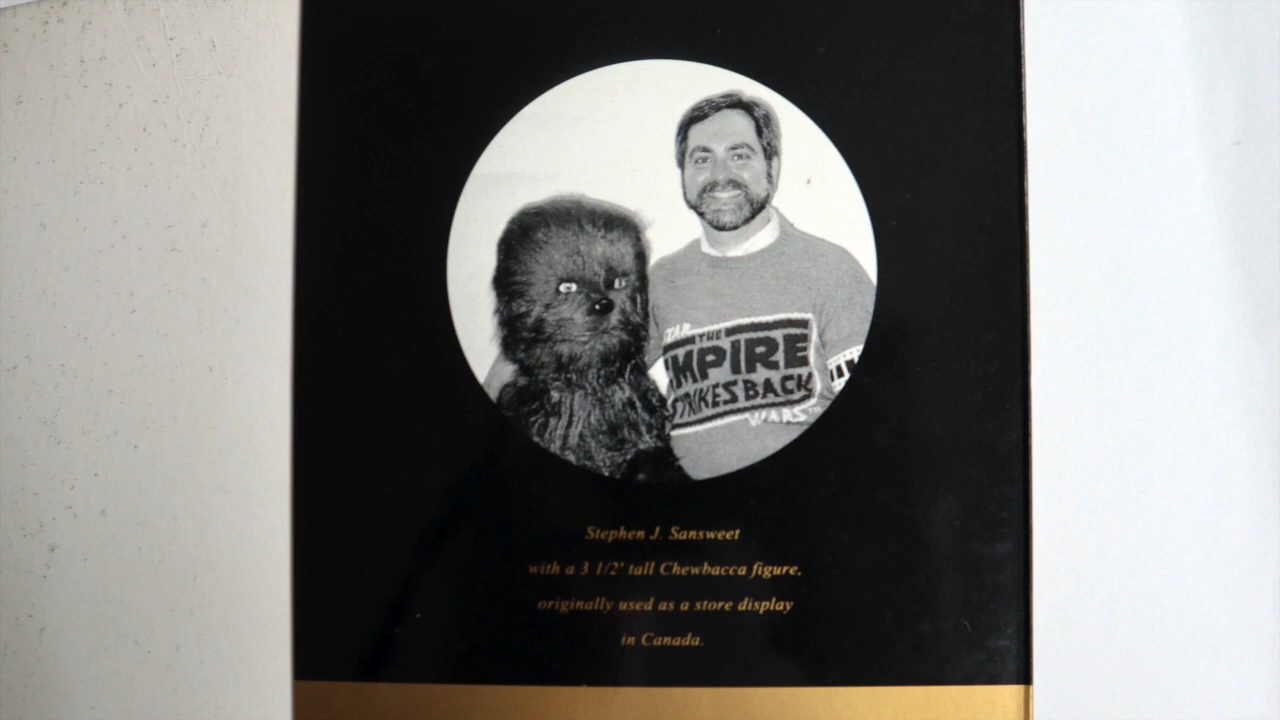 STAR
THE
EMPIRE
STRIKES BACK
WARS
Stephen J. Sansweet
with a 3 1/2' tall Chewbacca figure,
originally used as a store display
in Canada.